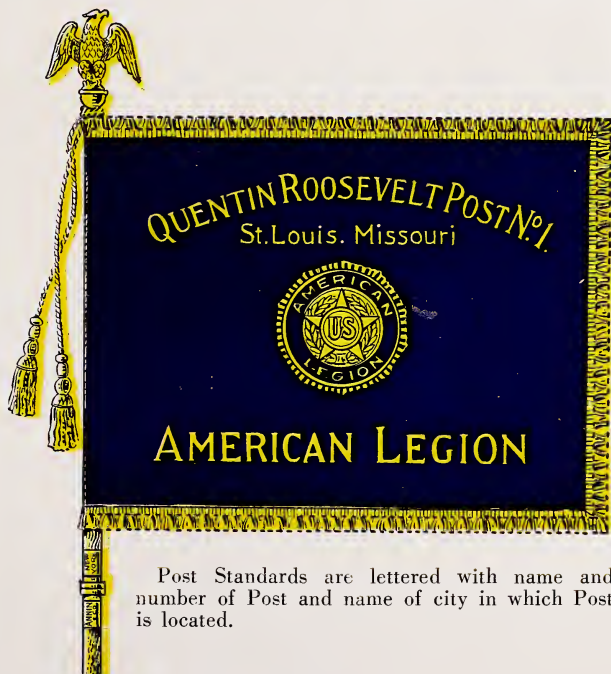 QUENTIN ROOSEVELT POST No 1.
St. Louis. Missouri
AMERICAN
US
LEGION
AMERICAN LEGION
Post Standards are lettered with name and
number of Post and name of city in which Post
is located.